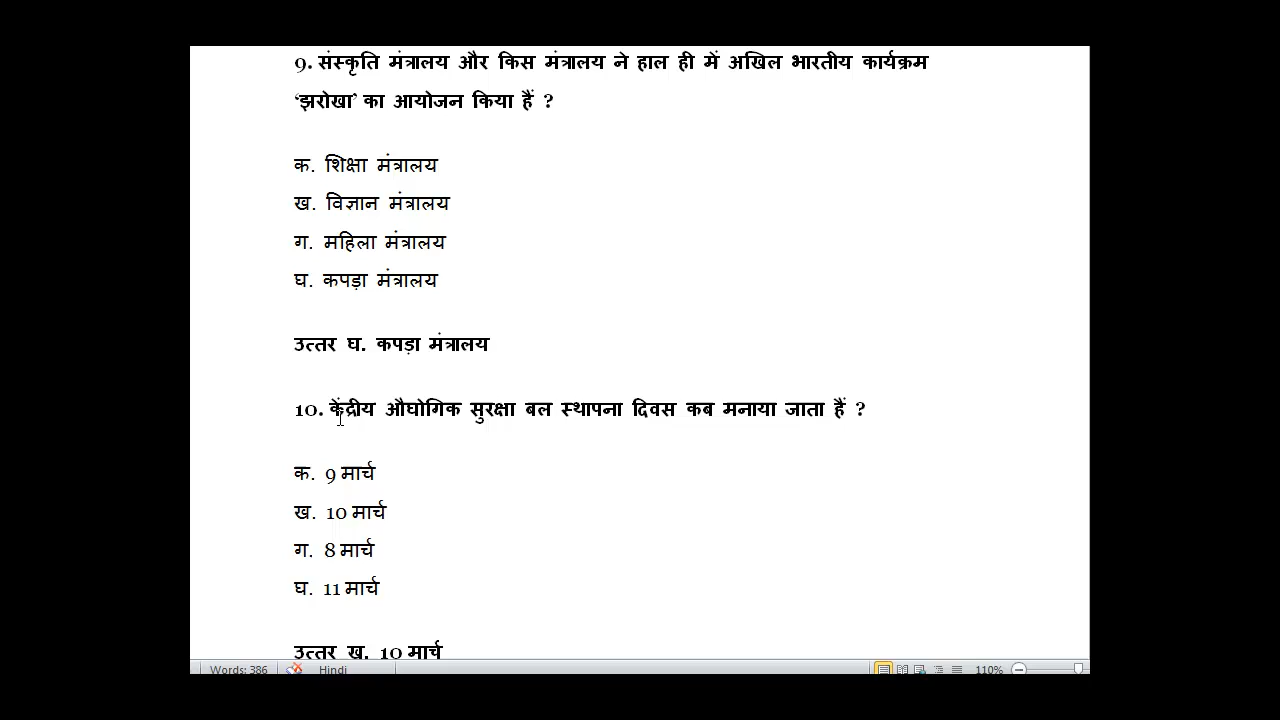 9. संस्कृति मंत्रालय और किस मंत्रालय ने हाल ही में अखिल भारतीय कार्यक्रम
‘झरोखा’ का आयोजन किया हैं ?
क. शिक्षा मंत्रालय
ख. विज्ञान मंत्रालय
ग. महिला मंत्रालय
घ. कपड़ा मंत्रालय
उत्तर घ. कपड़ा मंत्रालय
10. केंद्रीय औघोगिक सुरक्षा बल स्थापना दिवस कब मनाया जाता हैं ?
क. 9 मार्च
ख. 10 मार्च
ग. 8 मार्च
घ. 11 मार्च
उत्तर ख. 10 मार्च
Words: 386 Hindi 110%